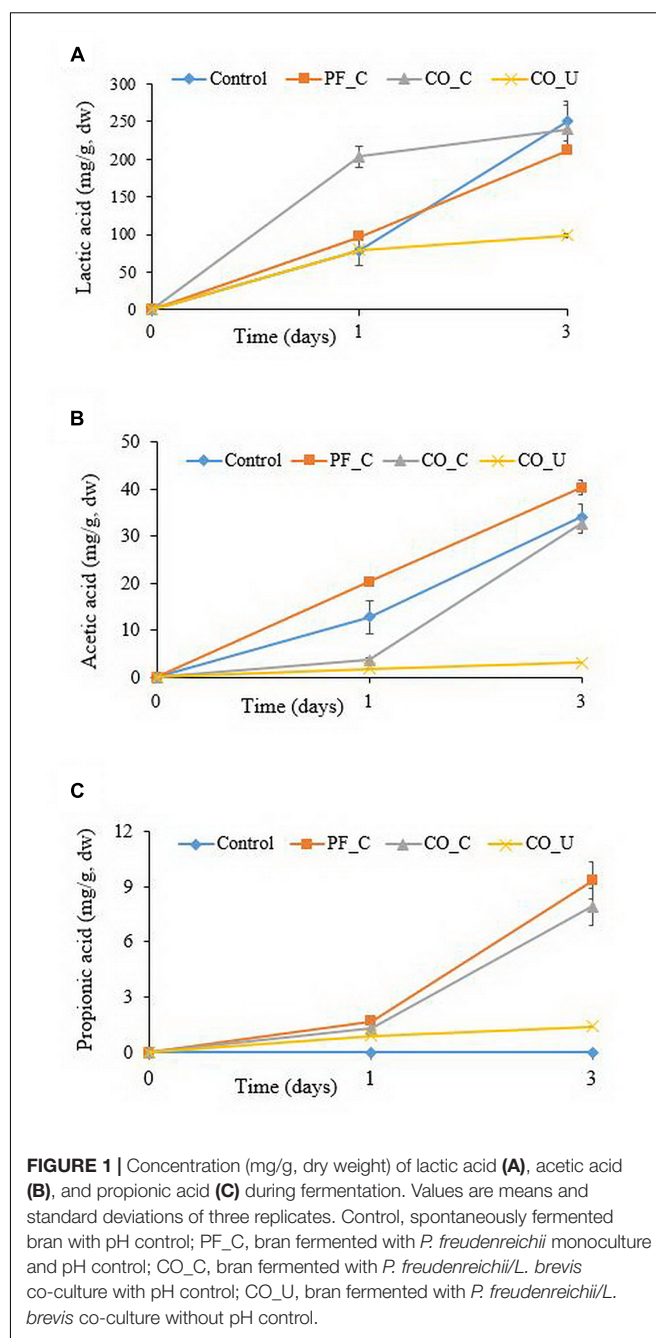 A
Control PF_C CO_C CO_U
300
250
200
150
100
50
0
Lactic acid (mg/g, dw)
0 1 3
Time (days)
B
50
Control PF_C CO_C CO_U
40
30
20
10
0
Acetic acid (mg/g, dw)
0 1 3
Time (days)
C
12
Control PF_C CO_C CO_U
9
6
3
0
Propionic acid (mg/g, dw)
0 1 3
Time (days)
FIGURE 1 | Concentration (mg/g, dry weight) of lactic acid (A), acetic acid
(B), and propionic acid (C) during fermentation. Values are means and
standard deviations of three replicates. Control, spontaneously fermented
bran with pH control; PF_C, bran fermented with P. freudenreichii monoculture
and pH control; CO_C, bran fermented with P. freudenreichii/L. brevis
co-culture with pH control; CO_U, bran fermented with P. freudenreichii/L.
brevis co-culture without pH control.